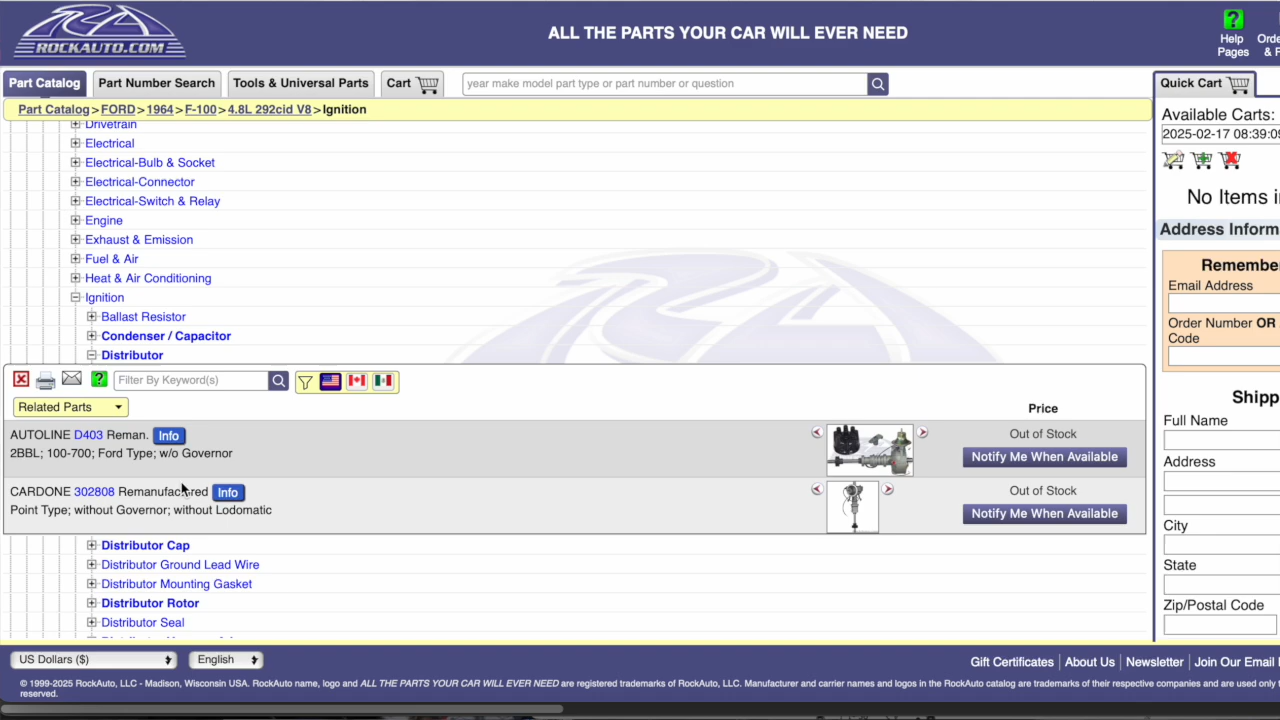 ROCKAUTO.COM
ALL THE PARTS YOUR CAR WILL EVER NEED
?
Help
Pages
Part Catalog
Part Number Search
Tools & Universal Parts
Cart
year make model part type or part number or question
Quick Cart
Part Catalog > FORD > 1964 > F-100 > 4.8L 292cid V8 > Ignition
Drivetrain
Electrical
Electrical-Bulb & Socket
Electrical-Connector
Electrical-Switch & Relay
Engine
Exhaust & Emission
Fuel & Air
Heat & Air Conditioning
Ignition
Ballast Resistor
Condenser / Capacitor
Distributor
?
Filter By Keyword(s)
Related Parts
Price
AUTOLINE D403 Reman. Info
2BBL; 100-700; Ford Type; w/o Governor
Out of Stock
Notify Me When Available
CARDONE 302808 Remanufactured Info
Point Type; without Governor; without Lodomatic
Out of Stock
Notify Me When Available
Distributor Cap
Distributor Ground Lead Wire
Distributor Mounting Gasket
Distributor Rotor
Distributor Seal
Available Carts:
2025-02-17 08:39:09
No Items
Address
Email Address
Order Number OR
Code
Full Name
Address
City
State
Zip/Postal Code
US Dollars ($)
English
Gift Certificates | About Us | Newsletter | Join Our Email
© 1999-2025 RockAuto, LLC - Madison, Wisconsin USA. RockAuto name, logo and ALL THE PARTS YOUR CAR WILL EVER NEED are registered trademarks of RockAuto, LLC. Manufacturer and carrier names and logos in the RockAuto catalog are trademarks of their respective companies and are used only
reserved.